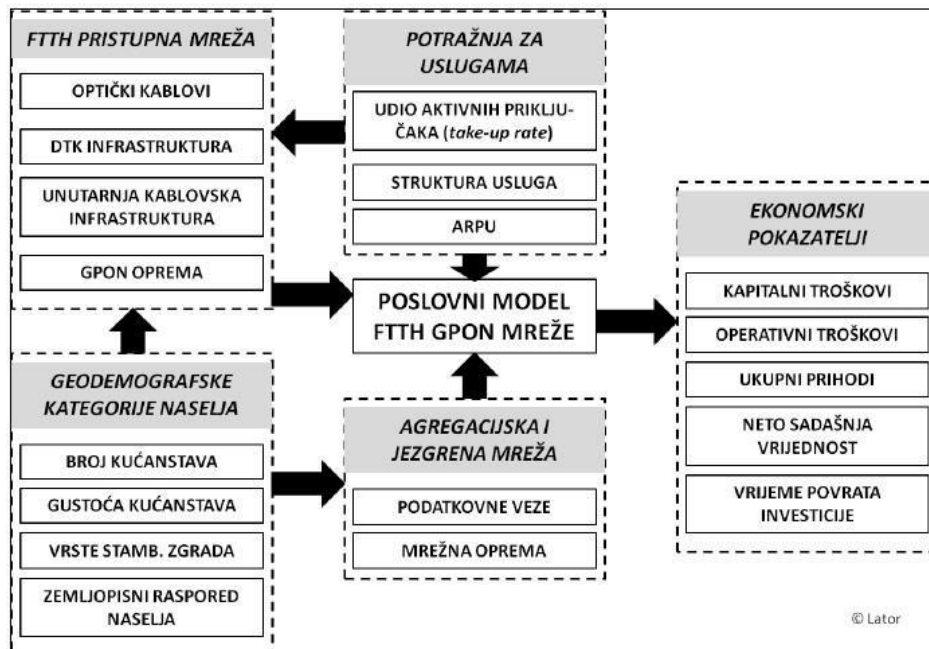 FTTH PRISTUPNA MREŽA
OPTIČKI KABLOVI
DTK INFRASTRUKTURA
UNUTARNJA KABLOVSKA
INFRASTRUKTURA
GPON OPREMA
POTRAŽNJA ZA
USLUGAMA
UDIO AKTIVNIH PRIKLJU-
ČAKA (take-up rate)
STRUKTURA USLUGA
ARPU
POSLOVNI MODEL
FTTH GPON MREŽE
GEODEMOGRAFSKE
KATEGORIJE NASELJA
BROJ KUĆANSTAVA
GUSTOĆA KUĆANSTAVA
VRSTE STAMB. ZGRADA
ZEMLJOPISNI RASPORED
NASELJA
AGREGACIJSKA I
JEZGRENA MREŽA
PODATKOVNE VEZE
MREŽNA OPREMA
EKONOMSKI
POKAZATELJI
KAPITALNI TROŠKOVI
OPERATIVNI TROŠKOVI
UKUPNI PRIHODI
NETO SADAŠNJA
VRIJEDNOST
VRIJEME POVRATA
INVESTICIJE
© Lator